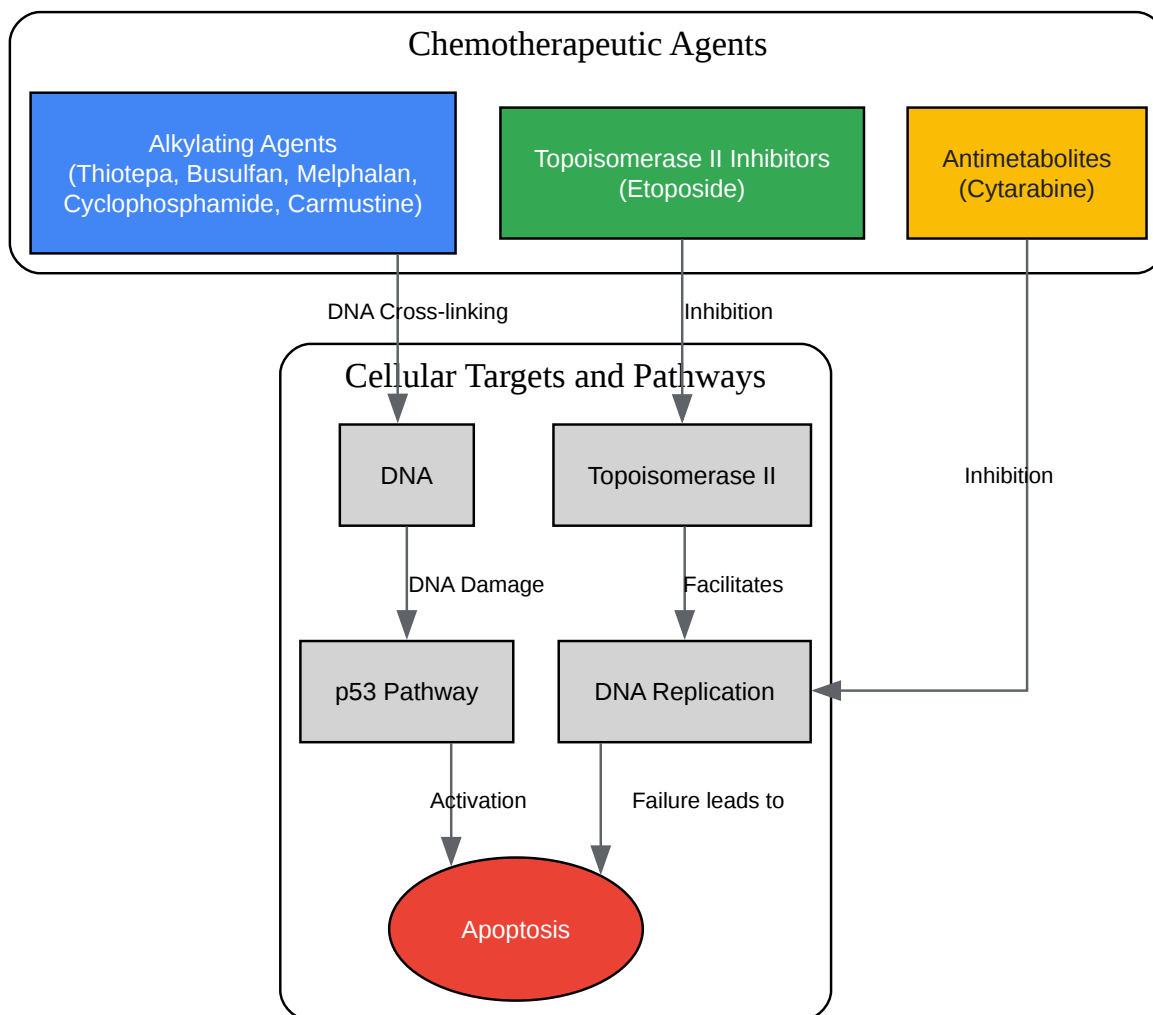 Chemotherapeutic Agents
Alkylating Agents
(Thiotepa, Busulfan, Melphalan,
Cyclophosphamide, Carmustine)
Topoisomerase II Inhibitors
(Etoposide)
Antimetabolites
(Cytarabine)
DNA Cross-linking
Inhibition
Cellular Targets and Pathways
DNA
Topoisomerase II
Inhibition
DNA Damage
Facilitates
p53 Pathway
DNA Replication
Activation
Failure leads to
Apoptosis